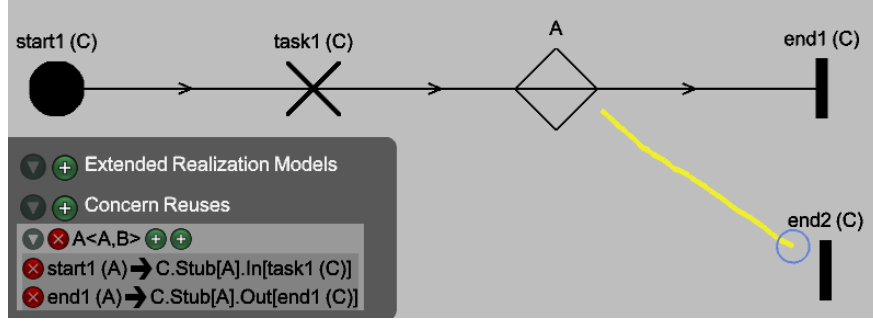 A
start1 (C)
task1 (C)
end1 (C)
Extended Realization Models
Concern Reuses
A<A,B>
start1 (A)➔C.Stub[A].In[task1 (C)]
end1 (A)➔C.Stub[A].Out[end1 (C)]
end2 (C)